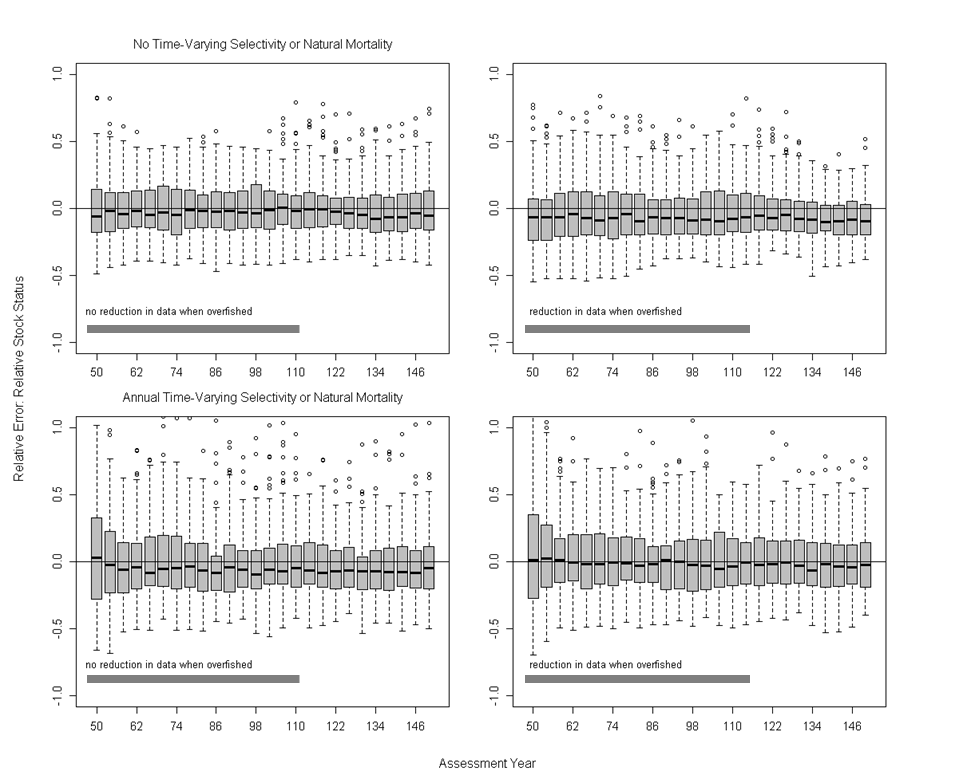 No Time-Varying Selectivity or Natural Mortality
1.0
0.5
0.0
-0.5
-1.0
no reduction in data when overfished
50 62 74 86 98 110 122 134 146
1.0
0.5
0.0
-0.5
-1.0
reduction in data when overfished
50 62 74 86 98 110 122 134 146
Relative Error: Relative Stock Status
Annual Time-Varying Selectivity or Natural Mortality
1.0
0.5
0.0
-0.5
-1.0
no reduction in data when overfished
50 62 74 86 98 110 122 134 146
1.0
0.5
0.0
-0.5
-1.0
reduction in data when overfished
50 62 74 86 98 110 122 134 146
Assessment Year